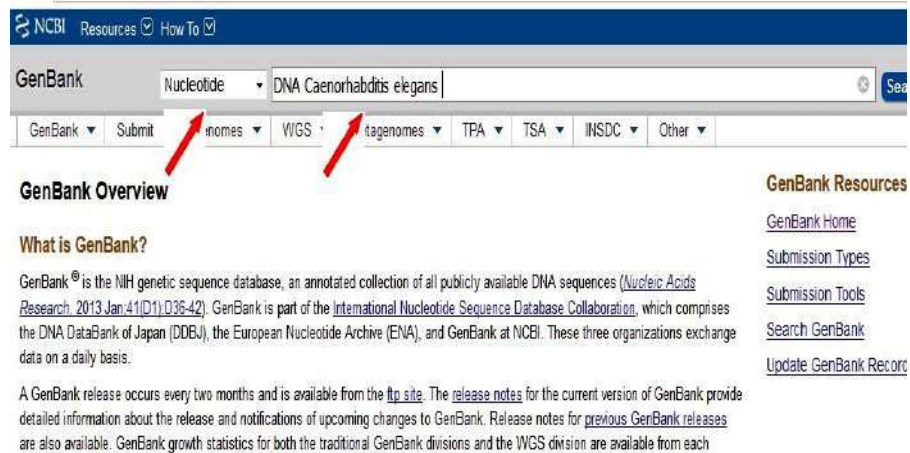 NCBI Resources How To
GenBank
Nucleotide
DNA Caenorhabditis elegans
GenBank Submit WGS TPA TSA INSDC Other
GenBank Overview
What is GenBank?
GenBank ® is the NIH genetic sequence database, an annotated collection of all publicly available DNA sequences (Nucleic Acids
Research, 2013 Jan;41(D1):D36-42). GenBank is part of the International Nucleotide Sequence Database Collaboration, which comprises
the DNA DataBank of Japan (DDBJ), the European Nucleotide Archive (ENA), and GenBank at NCBI. These three organizations exchange
data on a daily basis.
A GenBank release occurs every two months and is available from the ftp site. The release notes for the current version of GenBank provide
detailed information about the release and notifications of upcoming changes to GenBank. Release notes for previous GenBank releases
are also available. GenBank growth statistics for both the traditional GenBank divisions and the WGS division are available from each
GenBank Resources
GenBank Home
Submission Types
Submission Tools
Search GenBank
Update GenBank Record